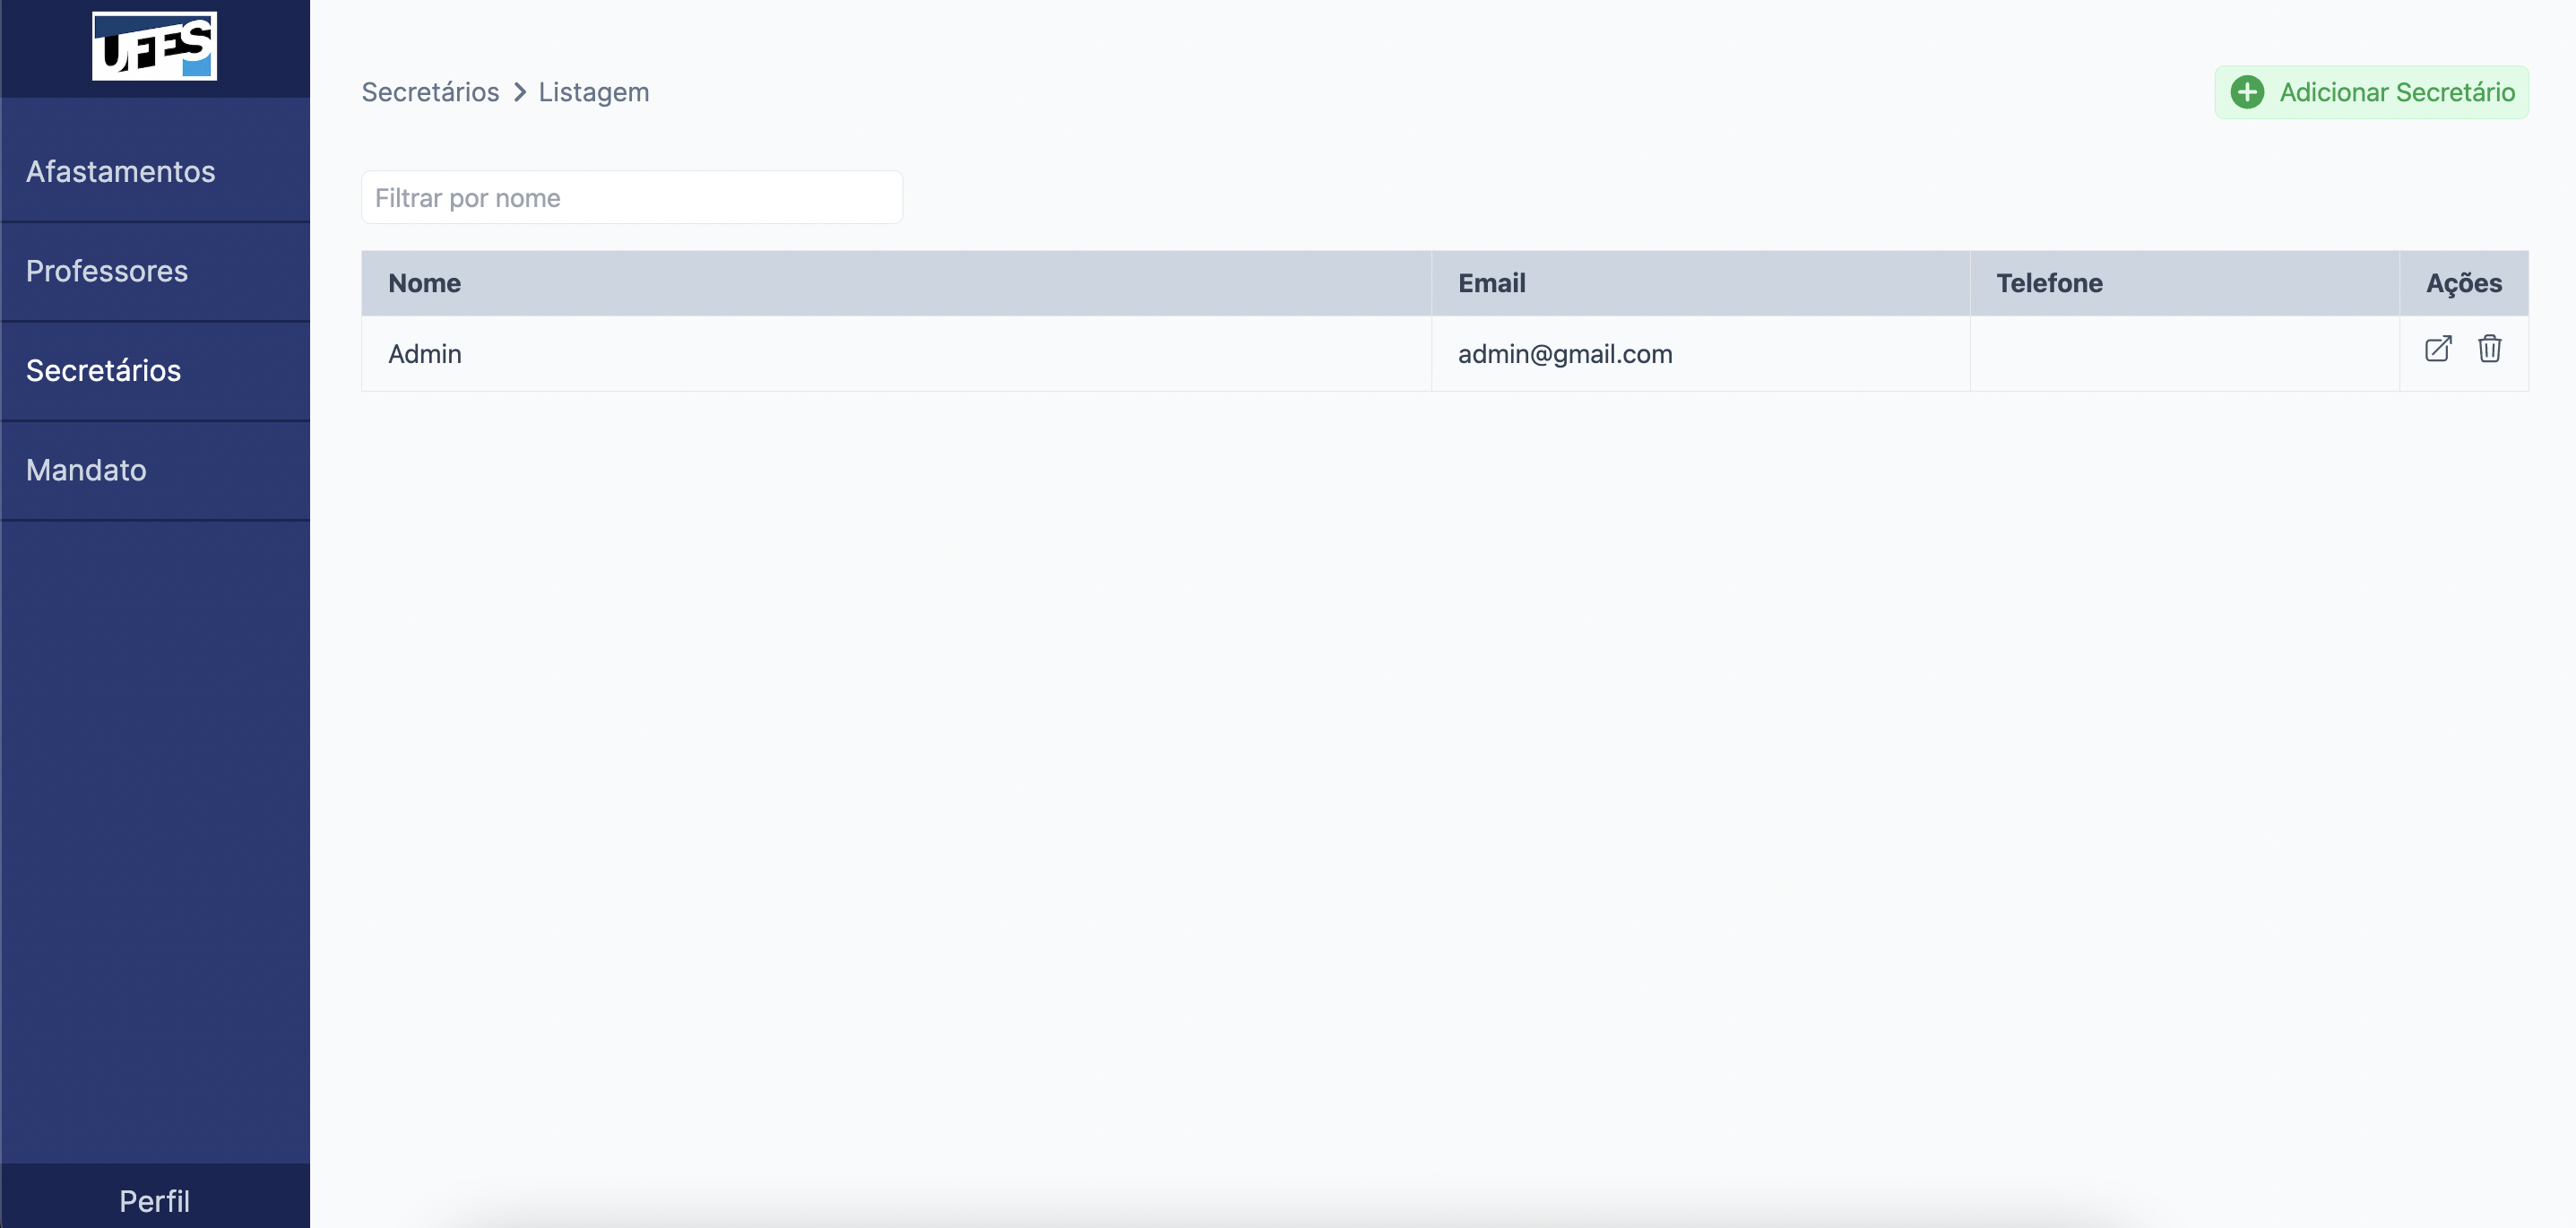 UFES
Afastamentos
Professores
Secretários
Mandato
Perfil
Secretários > Listagem
Adicionar Secretário
Filtrar por nome
Nome Email Telefone Ações
Admin admin@gmail.com